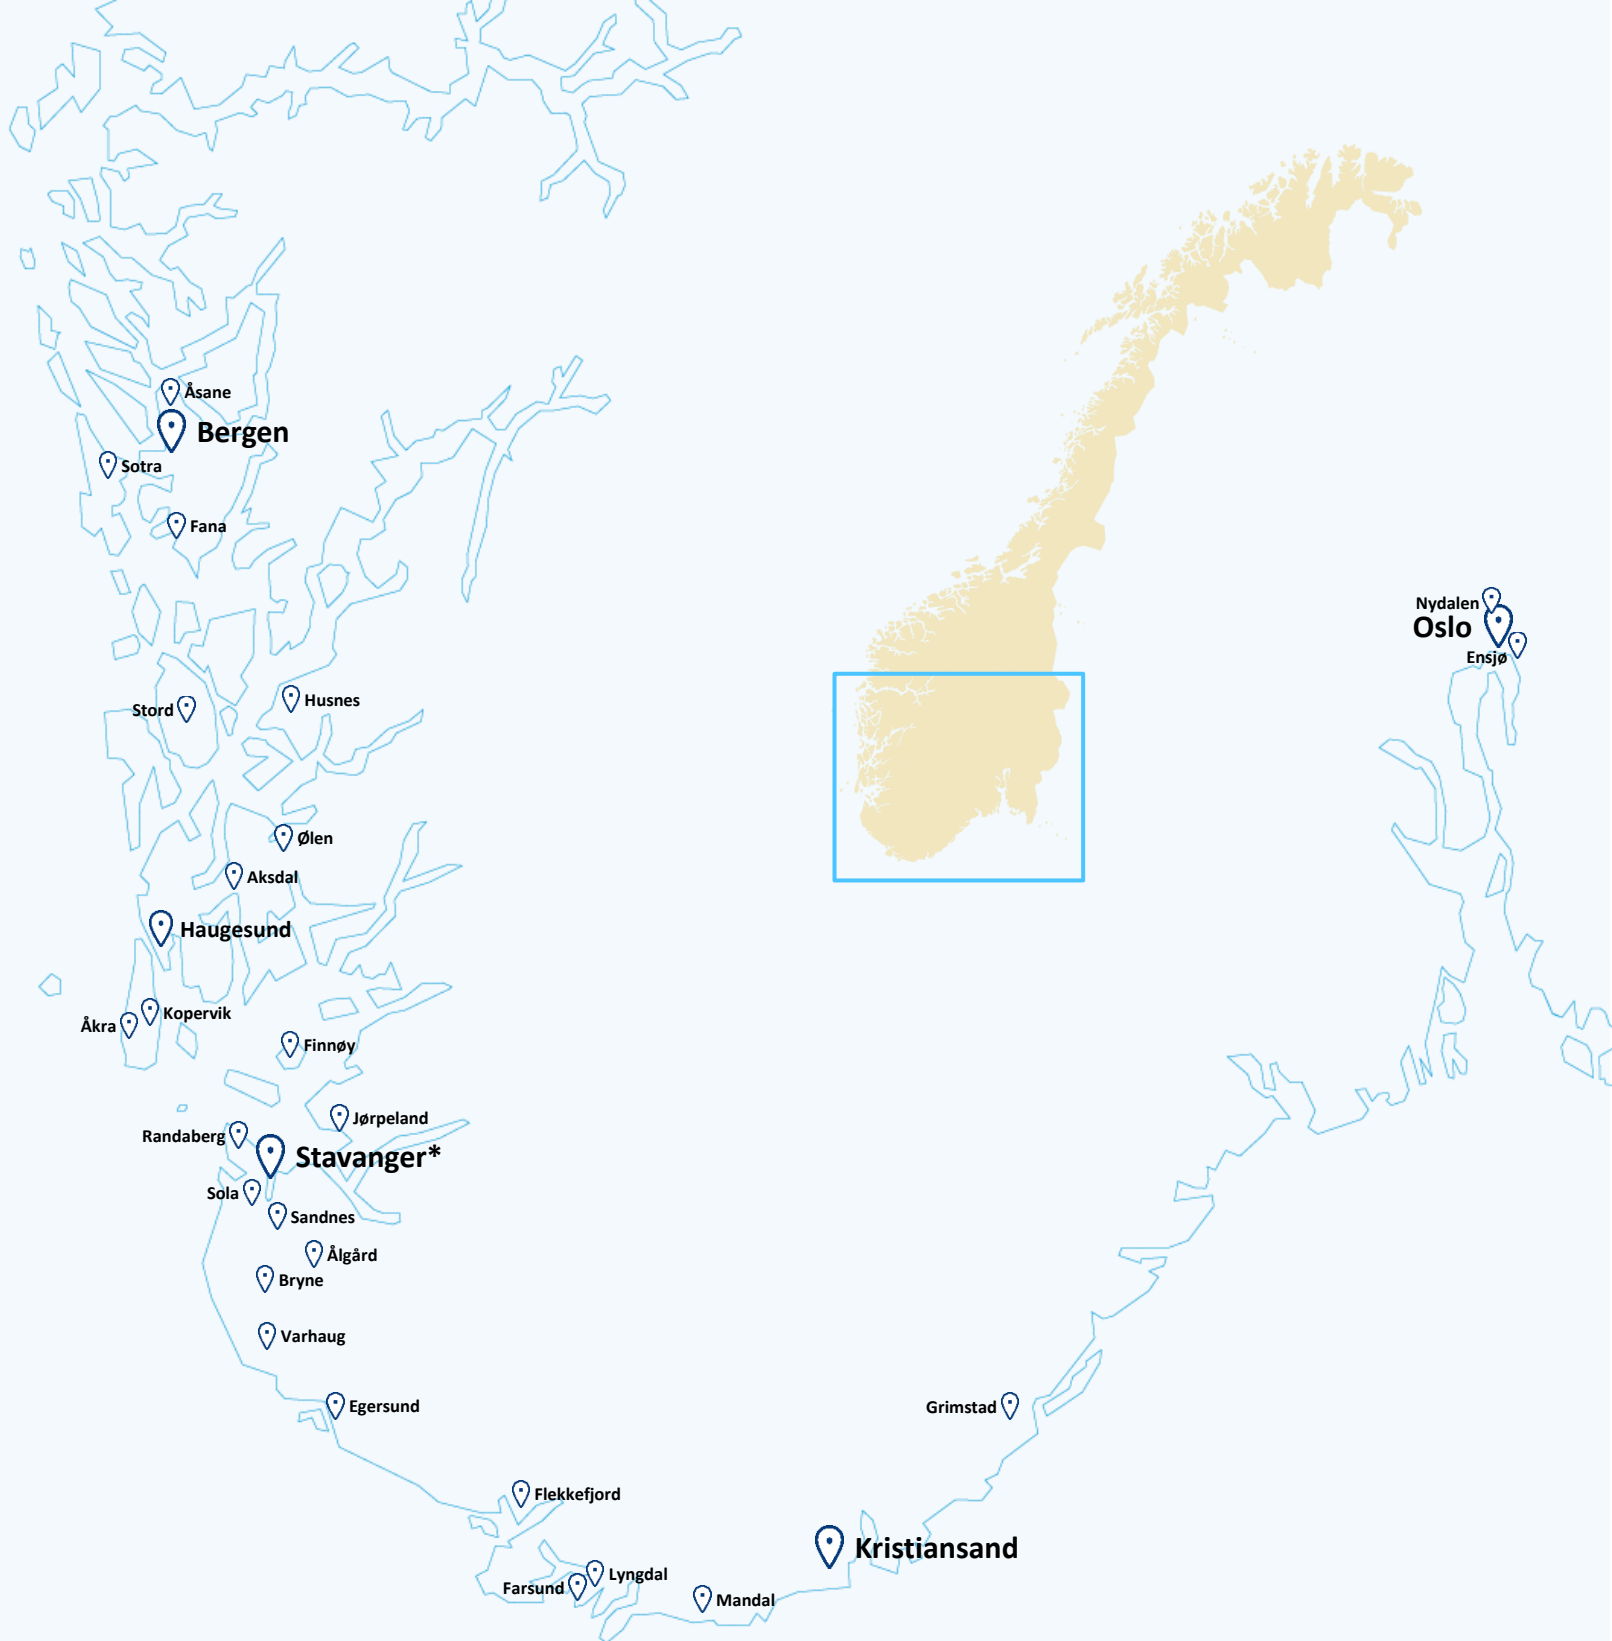 Åsane
Bergen
Sotra
Fana
Nydalen
Oslo
Ensjø
Husnes
Stord
Ølen
Aksdal
Haugesund
Kopervik
Åkra
Finnøy
Jørpeland
Randaberg
Stavanger*
Sola
Sandnes
Ålgård
Bryne
Varhaug
Egersund
Grimstad
Flekkefjord
Kristiansand
Lyngdal
Farsund
Mandal